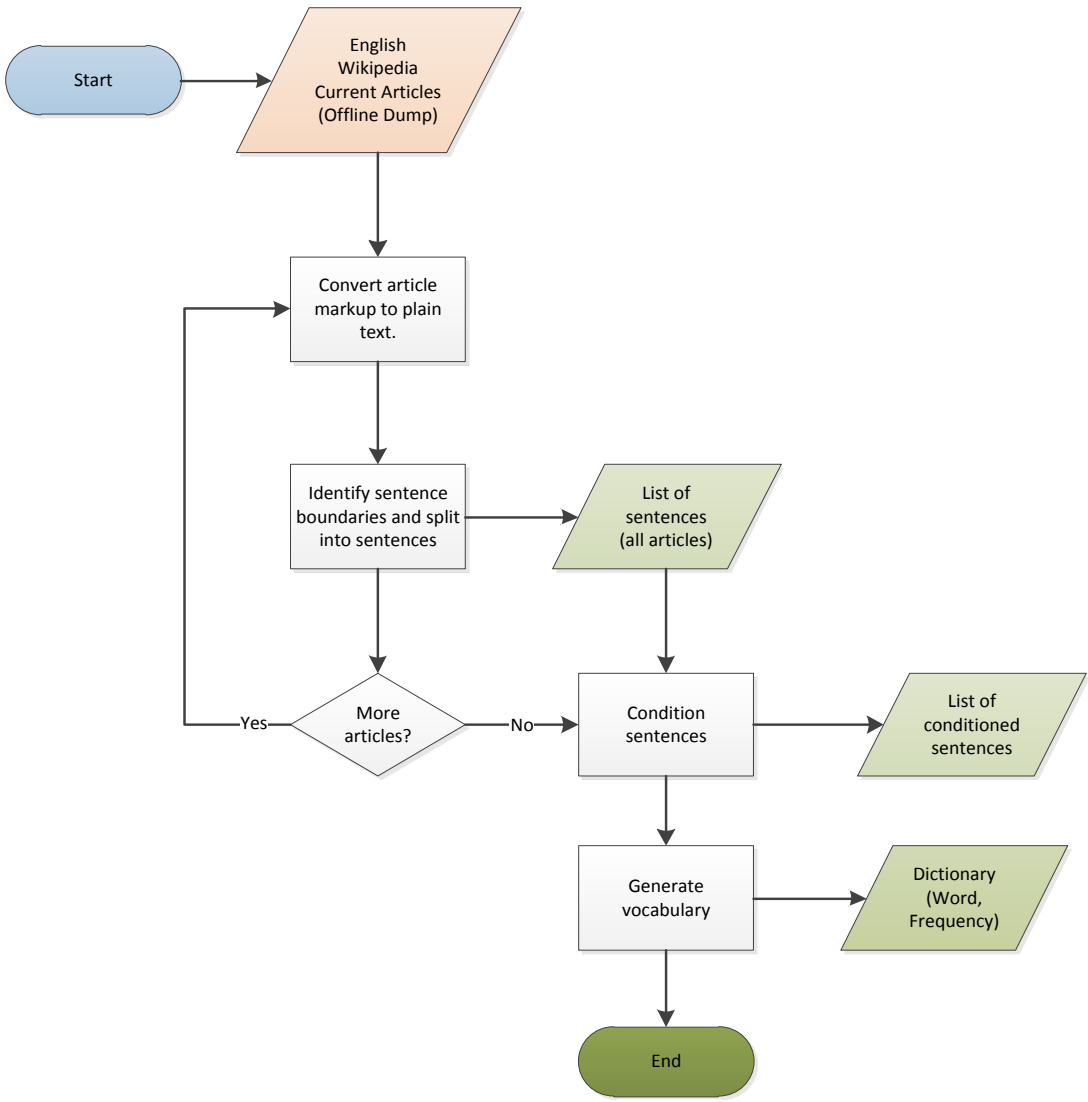 Start
English
Wikipedia
Current Articles
(Offline Dump)
Convert article
markup to plain
text.
Identify sentence
boundaries and split
into sentences
List of
sentences
(all articles)
Yes
More
articles?
No
Condition
sentences
List of
conditioned
sentences
Generate
vocabulary
Dictionary
(Word,
Frequency)
End